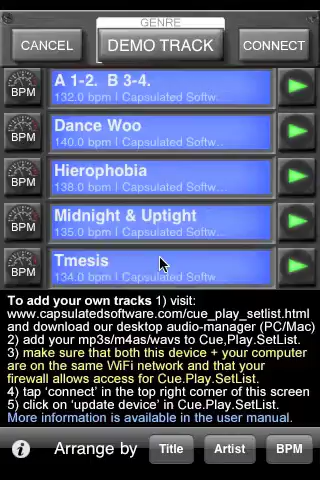 GENRE
CANCEL DEMO TRACK CONNECT
A 1-2. B 3-4.
BPM 132.0 bpm | Capsulated Softw...
Dance Woo
BPM 140.0 bpm | Capsulated Softw...
Hierophobia
BPM 138.0 bpm | Capsulated Softw...
Midnight & Uptight
BPM 135.0 bpm | Capsulated Softw...
Tmesis
BPM 134.0 bpm | Capsulated Softw...
To add your own tracks 1) visit:
www.capsulatedsoftware.com/cue_play_setlist.html
and download our desktop audio-manager (PC/Mac)
2) add your mp3s/m4as/wavs to Cue,Play.SetList.
3) make sure that both this device + your computer
are on the same WiFi network and that your
firewall allows access for Cue.Play.SetList.
4) tap ‘connect’ in the top right corner of this screen
5) click on ‘update device’ in Cue.Play.SetList.
More information is available in the user manual.
i Arrange by Title Artist BPM